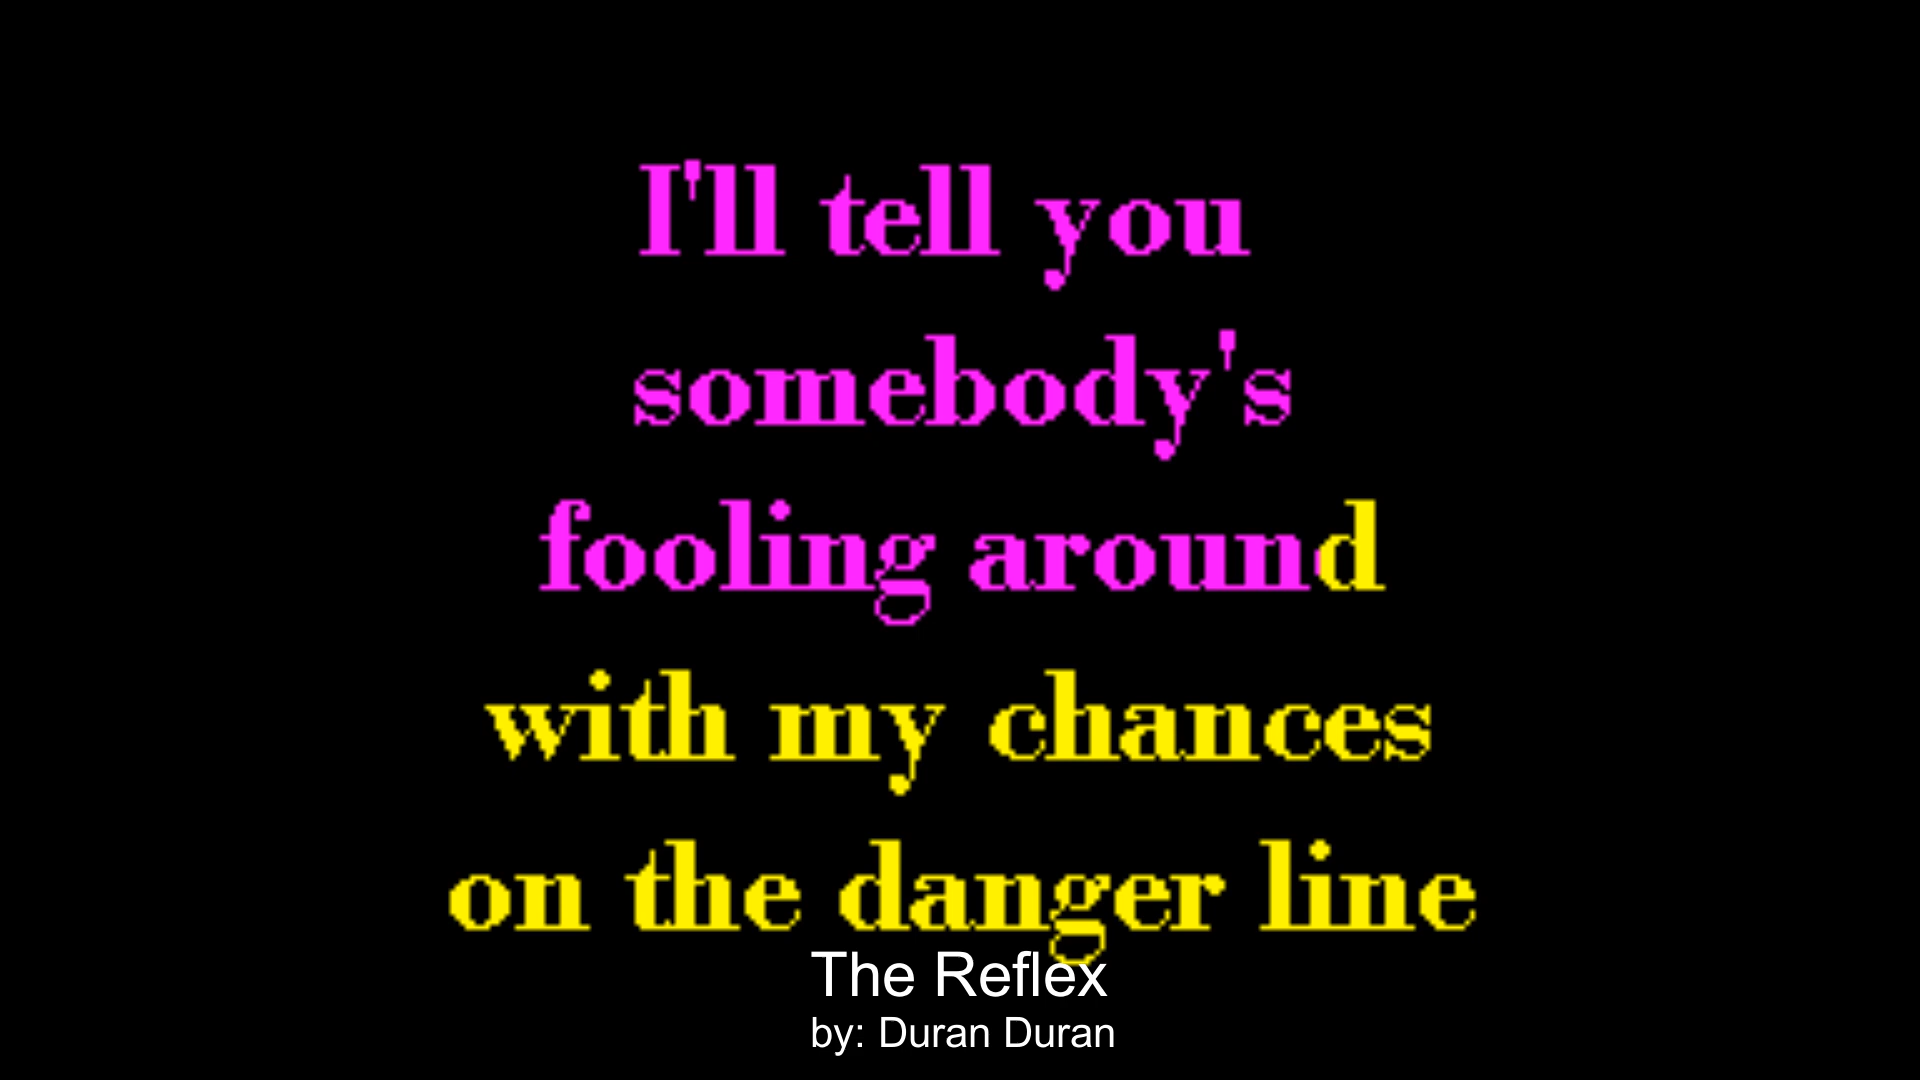 I'll tell you
somebody's
fooling around
with my chances
on the danger line
The Reflex
by: Duran Duran